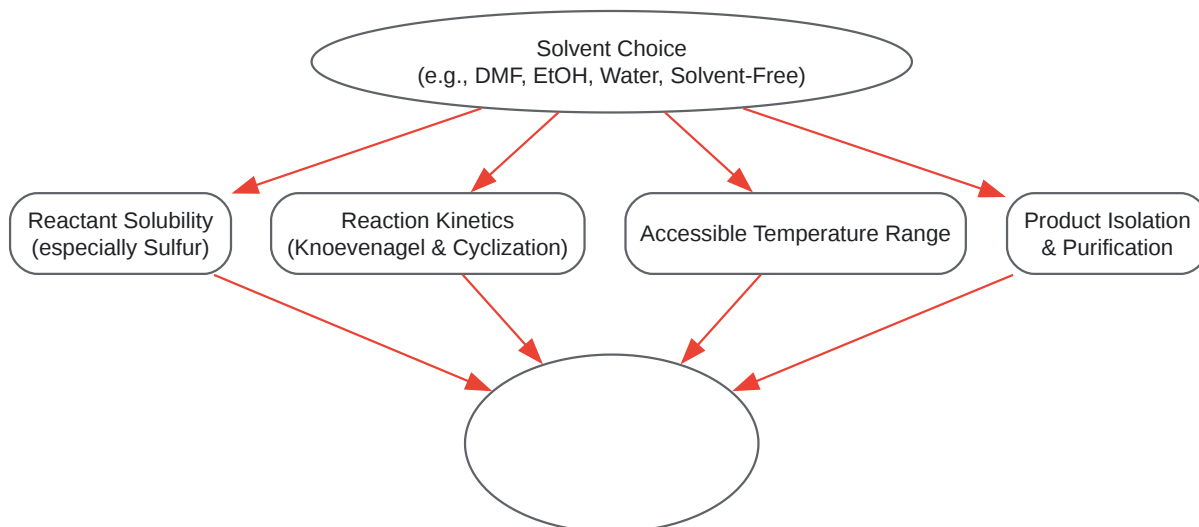 Solvent Choice
(e.g., DMF, EtOH, Water, Solvent-Free)
Reactant Solubility
(especially Sulfur)
Reaction Kinetics
(Knoevenagel & Cyclization)
Accessible Temperature Range
Product Isolation
& Purification